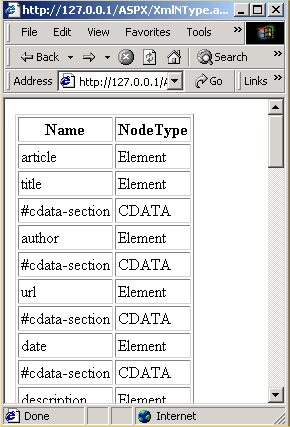 http://127.0.0.1/ASPX/XmlNType.a...
File Edit View Favorites Tools »
Back » Search »
Address http://127.0.0.1/A Go Links »
Name NodeType
article Element
title Element
#cdata-section CDATA
author Element
#cdata-section CDATA
url Element
#cdata-section CDATA
date Element
#cdata-section CDATA
description Element
Done Internet